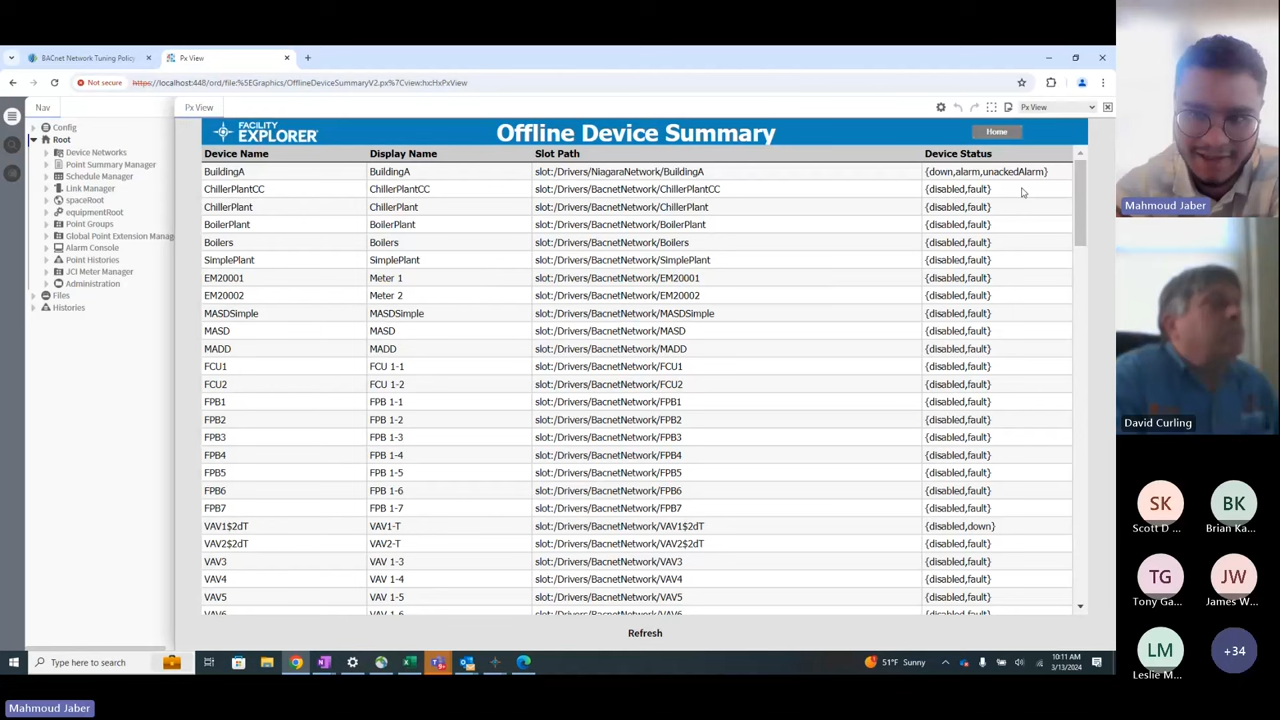 BACnet Network Tuning Policy
Px View
Not secure https://localhost:448/ord/file:%5EGraphics/OfflineDeviceSummaryV2.px%7Cview:hcHxPxView
Nav
Px View
Px View
Config
Root
Device Networks
Point Summary Manager
Schedule Manager
Link Manager
spaceRoot
equipmentRoot
Point Groups
Global Point Extension Manag
Alarm Console
Point Histories
JCI Meter Manager
Administration
Files
Histories
FACILITY EXPLORER
Offline Device Summary
Home
Device Name Display Name Slot Path Device Status
BuildingA BuildingA slot:/Drivers/NiagaraNetwork/BuildingA {down,alarm,unackedAlarm}
ChillerPlantCC ChillerPlantCC slot:/Drivers/BacnetNetwork/ChillerPlantCC {disabled,fault}
ChillerPlant ChillerPlant slot:/Drivers/BacnetNetwork/ChillerPlant {disabled,fault}
BoilerPlant BoilerPlant slot:/Drivers/BacnetNetwork/BoilerPlant {disabled,fault}
Boilers Boilers slot:/Drivers/BacnetNetwork/Boilers {disabled,fault}
SimplePlant SimplePlant slot:/Drivers/BacnetNetwork/SimplePlant {disabled,fault}
EM20001 Meter 1 slot:/Drivers/BacnetNetwork/EM20001 {disabled,fault}
EM20002 Meter 2 slot:/Drivers/BacnetNetwork/EM20002 {disabled,fault}
MASDSimple MASDSimple slot:/Drivers/BacnetNetwork/MASDSimple {disabled,fault}
MASD MASD slot:/Drivers/BacnetNetwork/MASD {disabled,fault}
MADD MADD slot:/Drivers/BacnetNetwork/MADD {disabled,fault}
FCU1 FCU 1-1 slot:/Drivers/BacnetNetwork/FCU1 {disabled,fault}
FCU2 FCU 1-2 slot:/Drivers/BacnetNetwork/FCU2 {disabled,fault}
FPB1 FPB 1-1 slot:/Drivers/BacnetNetwork/FPB1 {disabled,fault}
FPB2 FPB 1-2 slot:/Drivers/BacnetNetwork/FPB2 {disabled,fault}
FPB3 FPB 1-3 slot:/Drivers/BacnetNetwork/FPB3 {disabled,fault}
FPB4 FPB 1-4 slot:/Drivers/BacnetNetwork/FPB4 {disabled,fault}
FPB5 FPB 1-5 slot:/Drivers/BacnetNetwork/FPB5 {disabled,fault}
FPB6 FPB 1-6 slot:/Drivers/BacnetNetwork/FPB6 {disabled,fault}
FPB7 FPB 1-7 slot:/Drivers/BacnetNetwork/FPB7 {disabled,fault}
VAV1$2dT VAV1-T slot:/Drivers/BacnetNetwork/VAV1$2dT {disabled,down}
VAV2$2dT VAV2-T slot:/Drivers/BacnetNetwork/VAV2$2dT {disabled,fault}
VAV3 VAV 1-3 slot:/Drivers/BacnetNetwork/VAV3 {disabled,fault}
VAV4 VAV 1-4 slot:/Drivers/BacnetNetwork/VAV4 {disabled,fault}
VAV5 VAV 1-5 slot:/Drivers/BacnetNetwork/VAV5 {disabled,fault}
VAV6 VAV 1-6 slot:/Drivers/BacnetNetwork/VAV6 {disabled,fault}
Refresh
Type here to search
51°F Sunny
10:11 AM
3/13/2024
Mahmoud Jaber
David Curling
SK
BK
Scott D ...
Brian Ka...
TG
JW
Tony Ga...
James W...
LM
+34
Leslie M...
Mahmoud Jaber